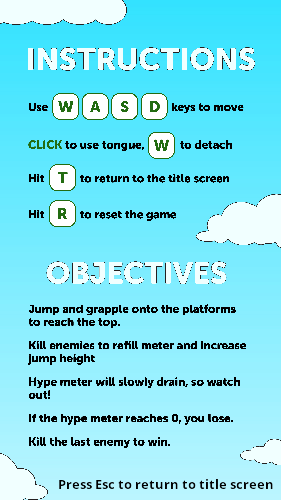 INSTRUCTIONS
Use W A S D keys to move
CLICK to use tongue, W to detach
Hit T to return to the title screen
Hit R to reset the game
OBJECTIVES
Jump and grapple onto the platforms
to reach the top.
Kill enemies to refill meter and increase
jump height
Hype meter will slowly drain, so watch
out!
If the hype meter reaches 0, you lose.
Kill the last enemy to win.
Press Esc to return to title screen